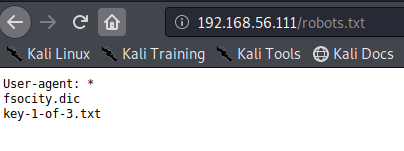 192.168.56.111/robots.txt
Kali Linux Kali Training Kali Tools Kali Docs
User-agent: *
fsocity.dic
key-1-of-3.txt